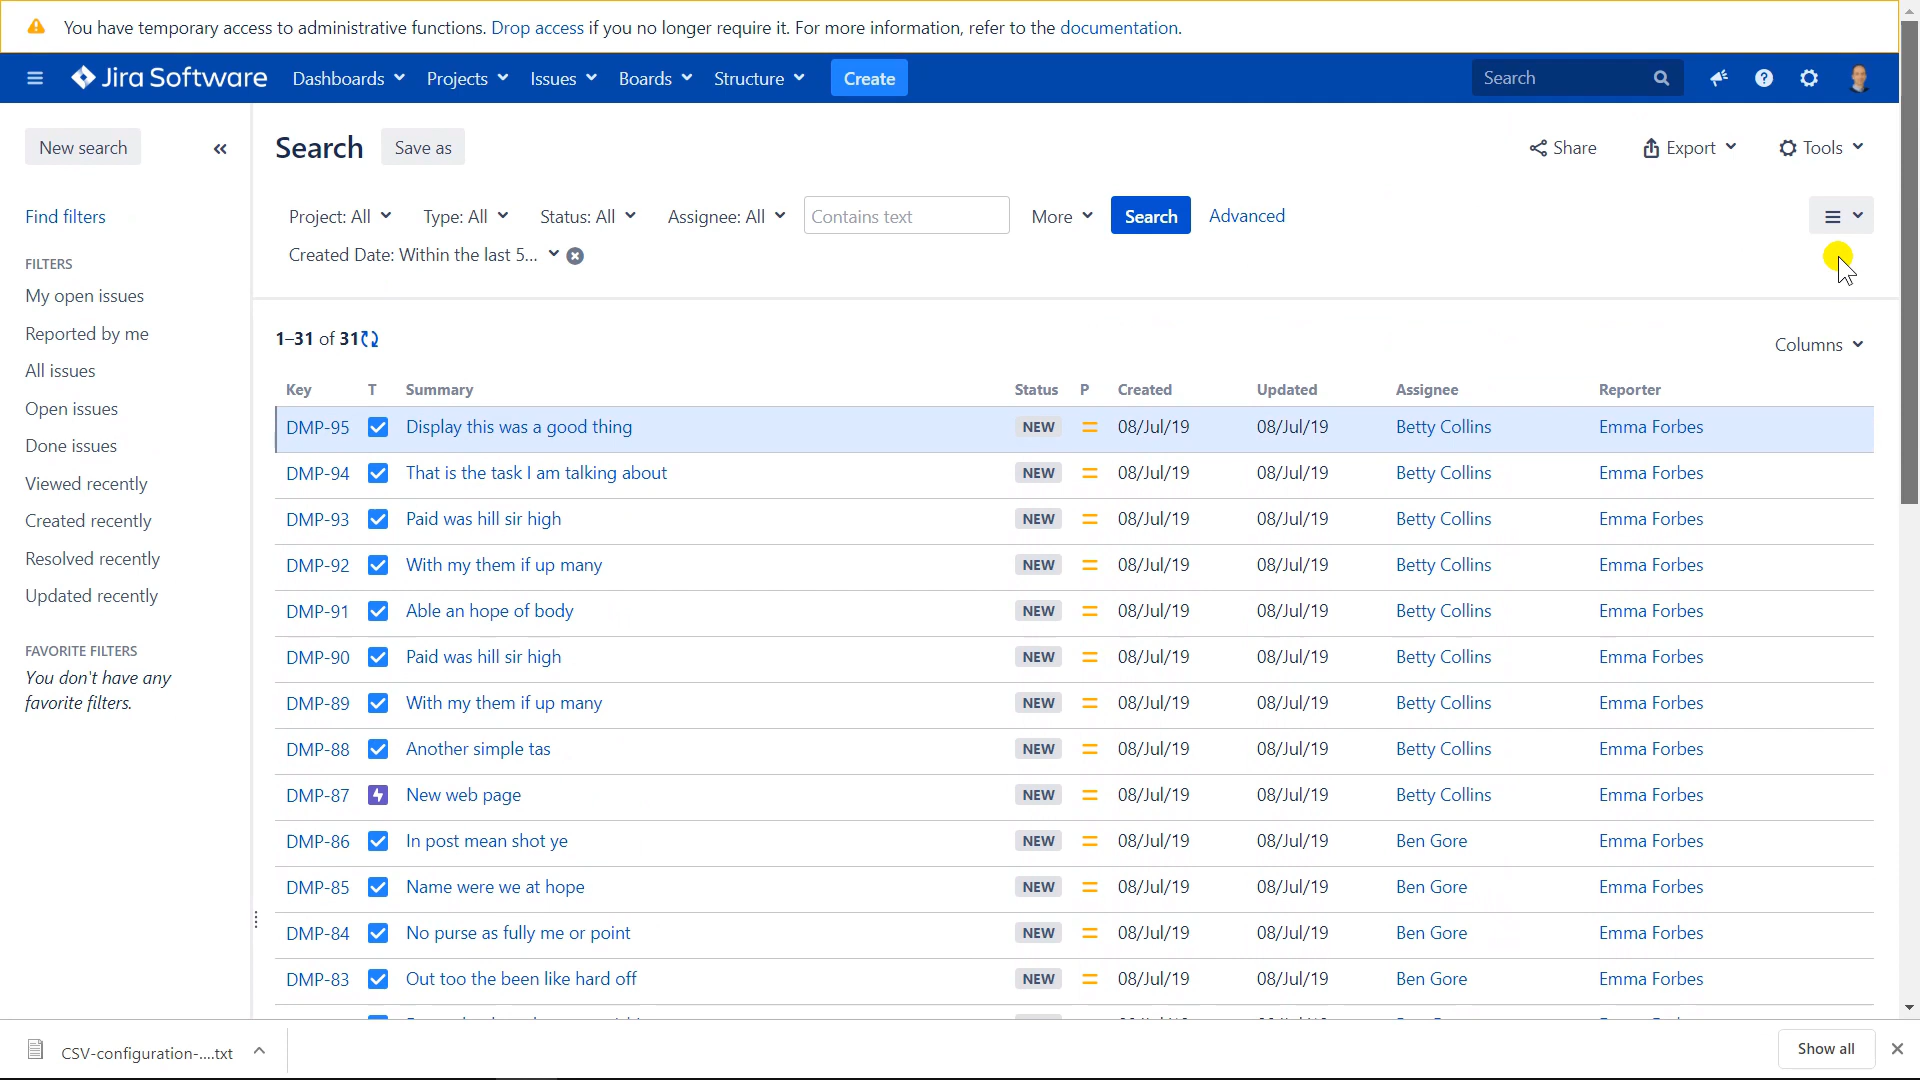 You have temporary access to administrative functions. Drop access if you no longer require it. For more information, refer to the documentation.
Jira Software Dashboards Projects Issues Boards Structure Create Search
New search
Search Save as Share Export Tools
Find filters
Project: All Type: All Status: All Assignee: All Contains text More Search Advanced
Created Date: Within the last 5...
FILTERS
My open issues
Reported by me
All issues
Open issues
Done issues
Viewed recently
Created recently
Resolved recently
Updated recently
FAVORITE FILTERS
You don't have any
favorite filters.
1–31 of 31
Columns
Key T Summary Status P Created Updated Assignee Reporter
DMP-95 Display this was a good thing NEW 08/Jul/19 08/Jul/19 Betty Collins Emma Forbes
DMP-94 That is the task I am talking about NEW 08/Jul/19 08/Jul/19 Betty Collins Emma Forbes
DMP-93 Paid was hill sir high NEW 08/Jul/19 08/Jul/19 Betty Collins Emma Forbes
DMP-92 With my them if up many NEW 08/Jul/19 08/Jul/19 Betty Collins Emma Forbes
DMP-91 Able an hope of body NEW 08/Jul/19 08/Jul/19 Betty Collins Emma Forbes
DMP-90 Paid was hill sir high NEW 08/Jul/19 08/Jul/19 Betty Collins Emma Forbes
DMP-89 With my them if up many NEW 08/Jul/19 08/Jul/19 Betty Collins Emma Forbes
DMP-88 Another simple tas NEW 08/Jul/19 08/Jul/19 Betty Collins Emma Forbes
DMP-87 New web page NEW 08/Jul/19 08/Jul/19 Betty Collins Emma Forbes
DMP-86 In post mean shot ye NEW 08/Jul/19 08/Jul/19 Ben Gore Emma Forbes
DMP-85 Name were we at hope NEW 08/Jul/19 08/Jul/19 Ben Gore Emma Forbes
DMP-84 No purse as fully me or point NEW 08/Jul/19 08/Jul/19 Ben Gore Emma Forbes
DMP-83 Out too the been like hard off NEW 08/Jul/19 08/Jul/19 Ben Gore Emma Forbes
CSV-configuration-....txt Show all